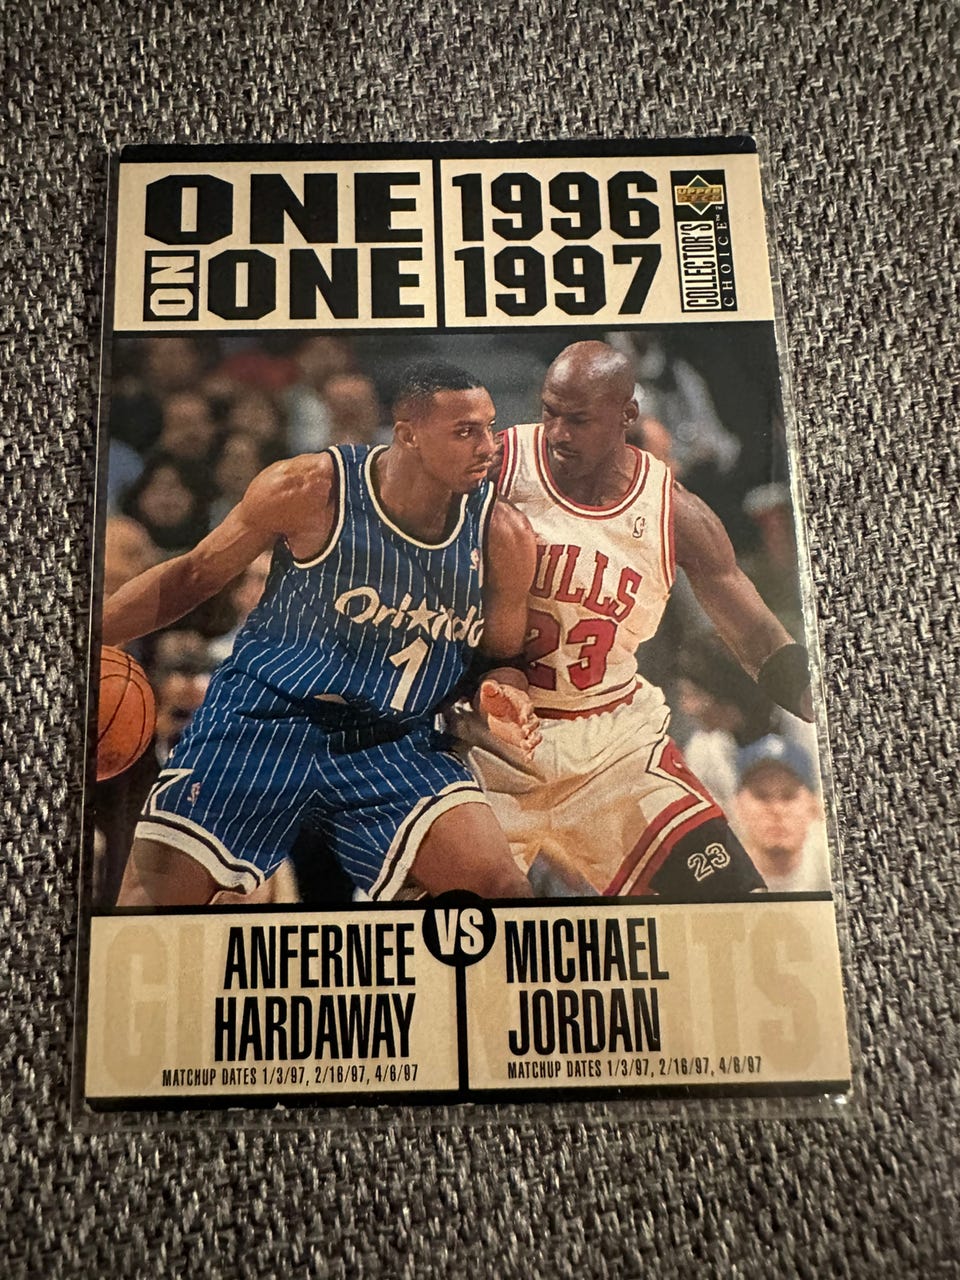 ONE
ON ONE
1996
1997
UPPER
DECK
COLLECTOR'S
CHOICE™
Orlando
1
BULLS
23
23
VS
ANFERNEE
HARDAWAY
MATCHUP DATES 1/3/97, 2/16/97, 4/6/97
MICHAEL
JORDAN
MATCHUP DATES 1/3/97, 2/16/97, 4/6/97